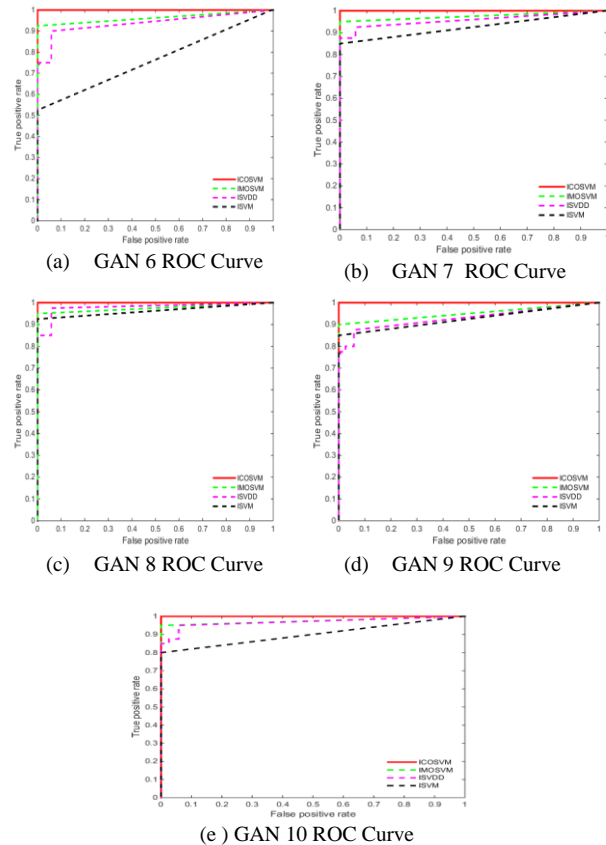 True positive rate
1
0.9
0.8
0.7
0.6
0.5
0.4
0.3
0.2
0.1
0
ICOSVM
IMOSVM
ISVDD
ISVM
0 0.1 0.2 0.3 0.4 0.5 0.6 0.7 0.8 0.9 1
False positive rate
(a) GAN 6 ROC Curve
True positive rate
1
0.9
0.8
0.7
0.6
0.5
0.4
0.3
0.2
0.1
0
ICOSVM
IMOSVM
ISVDD
ISVM
0 0.1 0.2 0.3 0.4 0.5 0.6 0.7 0.8 0.9
False positive rate
(b) GAN 7 ROC Curve
True positive rate
1
0.9
0.8
0.7
0.6
0.5
0.4
0.3
0.2
0.1
0
ICOSVM
IMOSVM
ISVDD
ISVM
0 0.1 0.2 0.3 0.4 0.5 0.6 0.7 0.8 0.9 1
False positive rate
(c) GAN 8 ROC Curve
True positive rate
1
0.9
0.8
0.7
0.6
0.5
0.4
0.3
0.2
0.1
0
ICOSVM
IMOSVM
ISVDD
ISVM
0 0.1 0.2 0.3 0.4 0.5 0.6 0.7 0.8 0.9 1
False positive rate
(d) GAN 9 ROC Curve
True positive rate
1
0.9
0.8
0.7
0.6
0.5
0.4
0.3
0.2
0.1
0
ICOSVM
IMOSVM
ISVDD
ISVM
0 0.1 0.2 0.3 0.4 0.5 0.6 0.7 0.8 0.9 1
False positive rate
(e ) GAN 10 ROC Curve